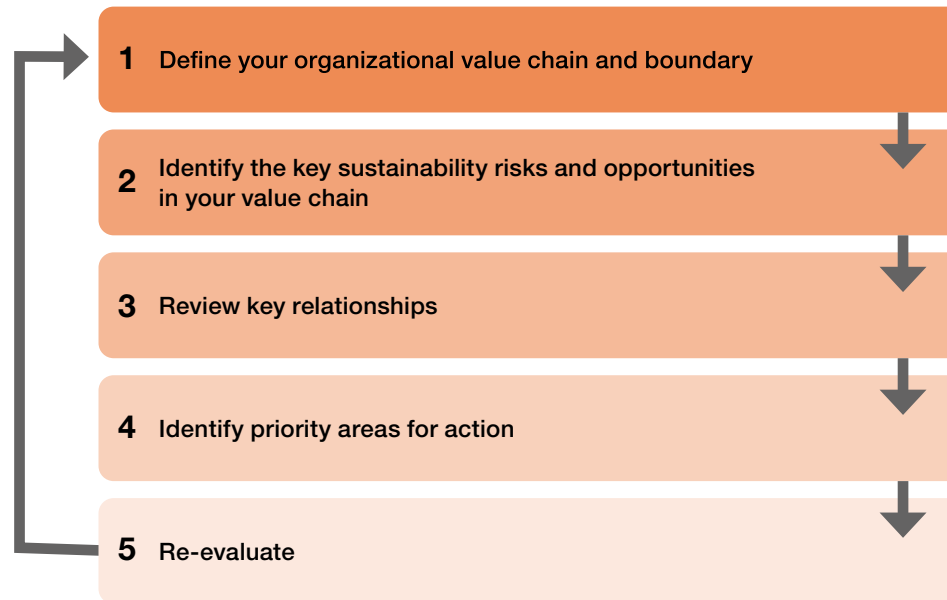 1 Define your organizational value chain and boundary
2 Identify the key sustainability risks and opportunities
in your value chain
3 Review key relationships
4 Identify priority areas for action
5 Re-evaluate